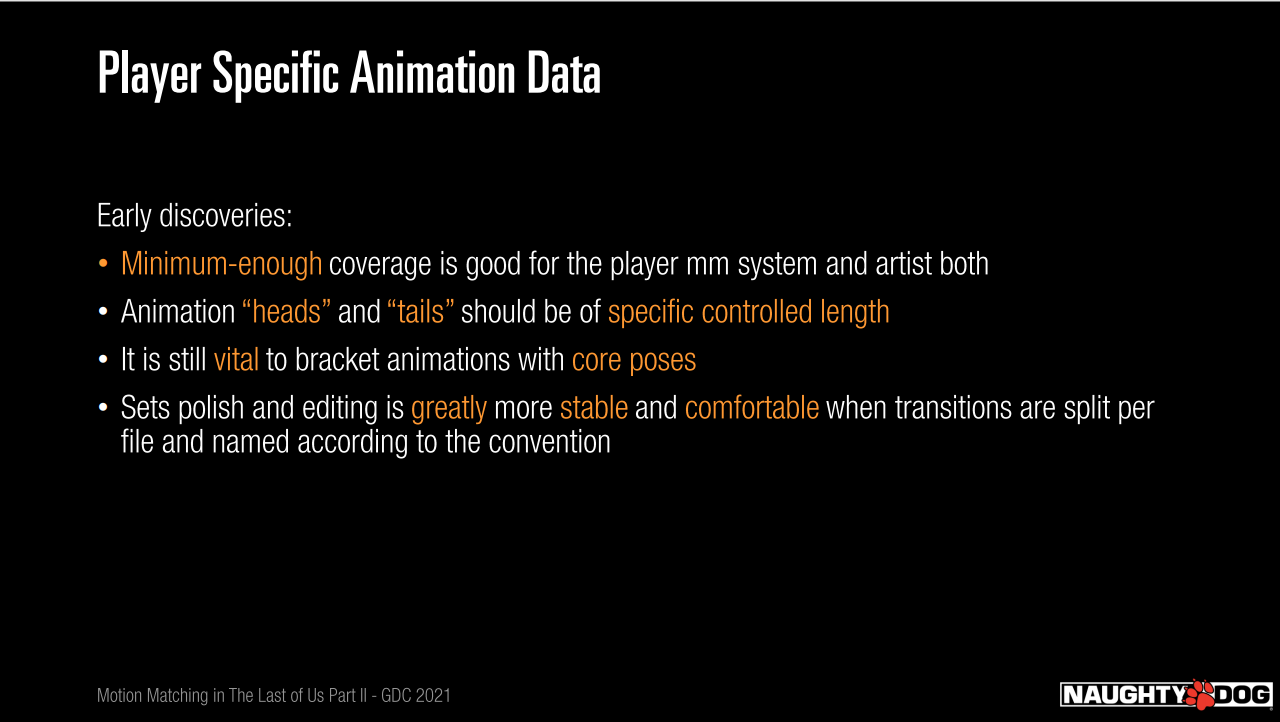 Player Specific Animation Data
Early discoveries:
• Minimum-enough coverage is good for the player mm system and artist both
• Animation “heads” and “tails” should be of specific controlled length
• It is still vital to bracket animations with core poses
• Sets polish and editing is greatly more stable and comfortable when transitions are split per
file and named according to the convention
Motion Matching in The Last of Us Part II - GDC 2021
NAUGHTY DOG